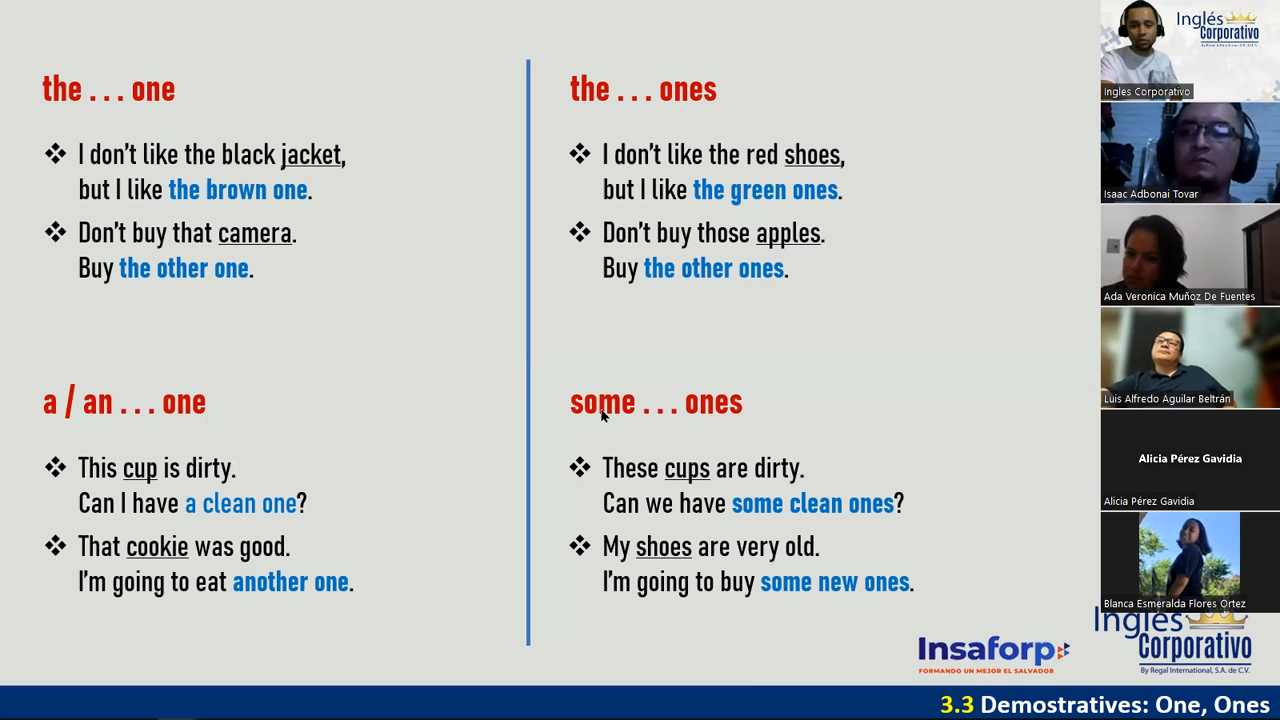 the . . . one
❖ I don't like the black jacket,
but I like the brown one.
❖ Don't buy that camera.
Buy the other one.
the . . . ones
❖ I don't like the red shoes,
but I like the green ones.
❖ Don't buy those apples.
Buy the other ones.
a / an . . . one
❖ This cup is dirty.
Can I have a clean one?
❖ That cookie was good.
I'm going to eat another one.
some . . . ones
❖ These cups are dirty.
Can we have some clean ones?
❖ My shoes are very old.
I'm going to buy some new ones.
Insaforp
FORMANDO UN MEJOR EL SALVADOR
Inglés
Corporativo
By Regal International, S.A. de C.V.
3.3 Demostratives: One, Ones
Inglés
Corporativo
Ingles Corporativo
Isaac Adbonai Tovar
Ada Veronica Muñoz De Fuentes
Luis Alfredo Aguilar Beltrán
Alicia Pérez Gavidia
Alicia Pérez Gavidia
Blanca Esmeralda Flores Ortez